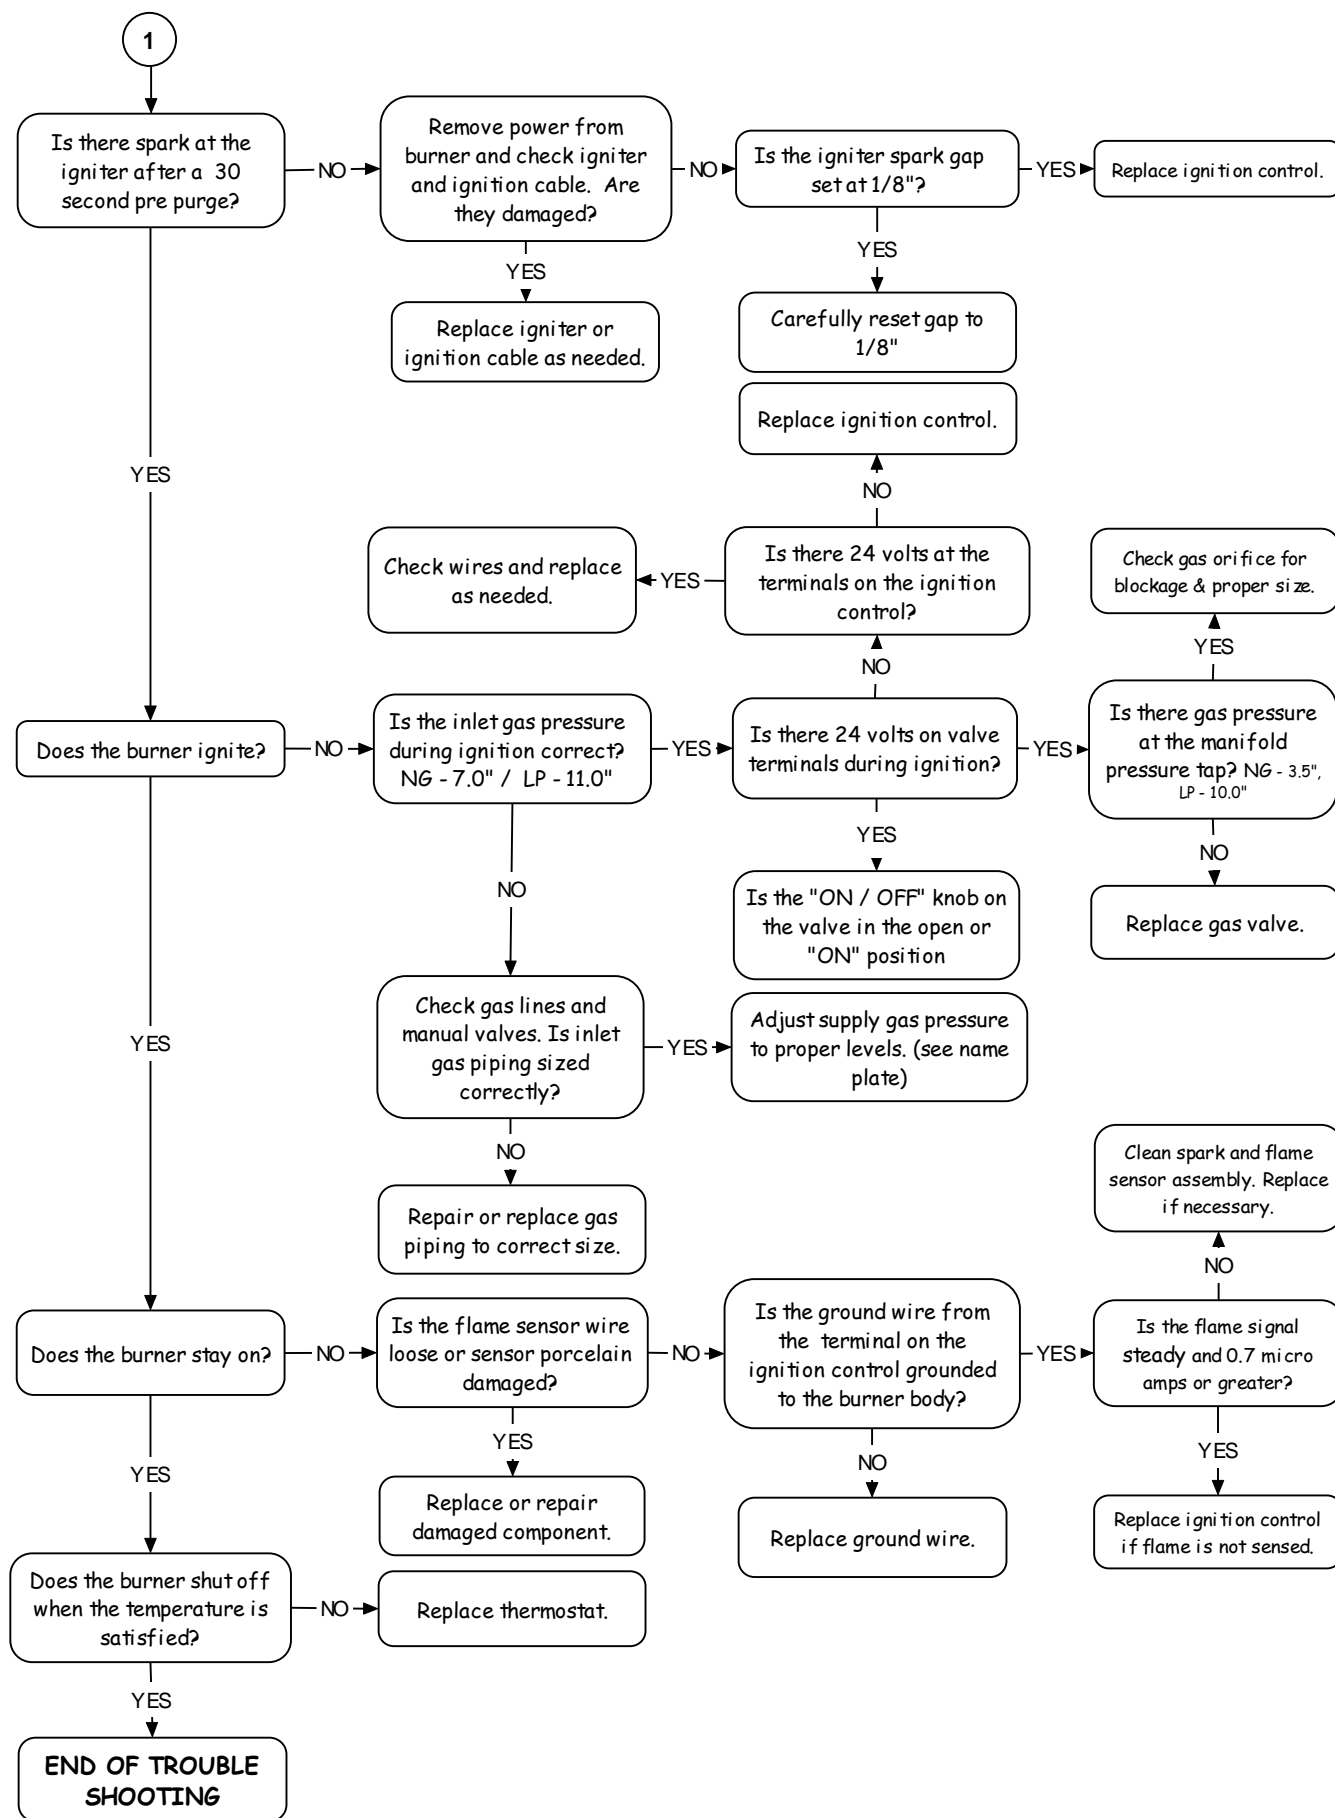 1
Is there spark at the
igniter after a 30
second pre purge?
NO
Remove power from
burner and check igniter
and ignition cable. Are
they damaged?
NO
Is the igniter spark gap
set at 1/8"?
YES
Replace ignition control.
YES
Replace igniter or
ignition cable as needed.
YES
Carefully reset gap to
1/8"
Replace ignition control.
NO
YES
Check wires and replace
as needed.
YES
Is there 24 volts at the
terminals on the ignition
control?
Check gas orifice for
blockage & proper size.
YES
NO
Does the burner ignite?
NO
Is the inlet gas pressure
during ignition correct?
NG - 7.0" / LP - 11.0"
YES
Is there 24 volts on valve
terminals during ignition?
YES
Is there gas pressure
at the manifold
pressure tap? NG - 3.5",
LP - 10.0"
NO
Replace gas valve.
YES
Is the "ON / OFF" knob on
the valve in the open or
"ON" position
NO
Check gas lines and
manual valves. Is inlet
gas piping sized
correctly?
YES
Adjust supply gas pressure
to proper levels. (see name
plate)
NO
Repair or replace gas
piping to correct size.
YES
Does the burner stay on?
NO
Is the flame sensor wire
loose or sensor porcelain
damaged?
NO
Is the ground wire from
the terminal on the
ignition control grounded
to the burner body?
YES
Is the flame signal
steady and 0.7 micro
amps or greater?
NO
Clean spark and flame
sensor assembly. Replace
if necessary.
YES
Replace ignition control
if flame is not sensed.
YES
Replace or repair
damaged component.
NO
Replace ground wire.
YES
Does the burner shut off
when the temperature is
satisfied?
NO
Replace thermostat.
YES
END OF TROUBLE
SHOOTING